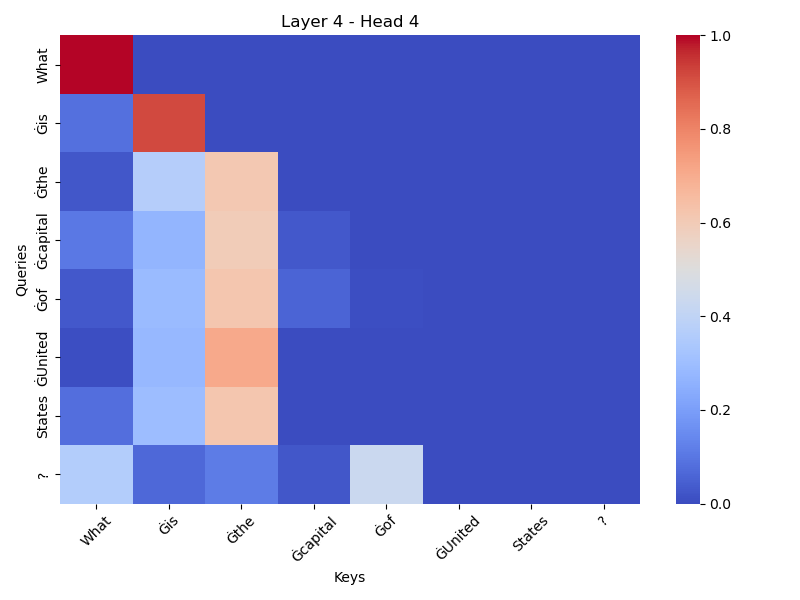 Layer 4 - Head 4
What
Ġis
Ġthe
Ġcapital
Ġof
ĠUnited
States
?
Queries
What
Ġis
Ġthe
Ġcapital
Ġof
ĠUnited
States
?
Keys
1.0
0.8
0.6
0.4
0.2
0.0